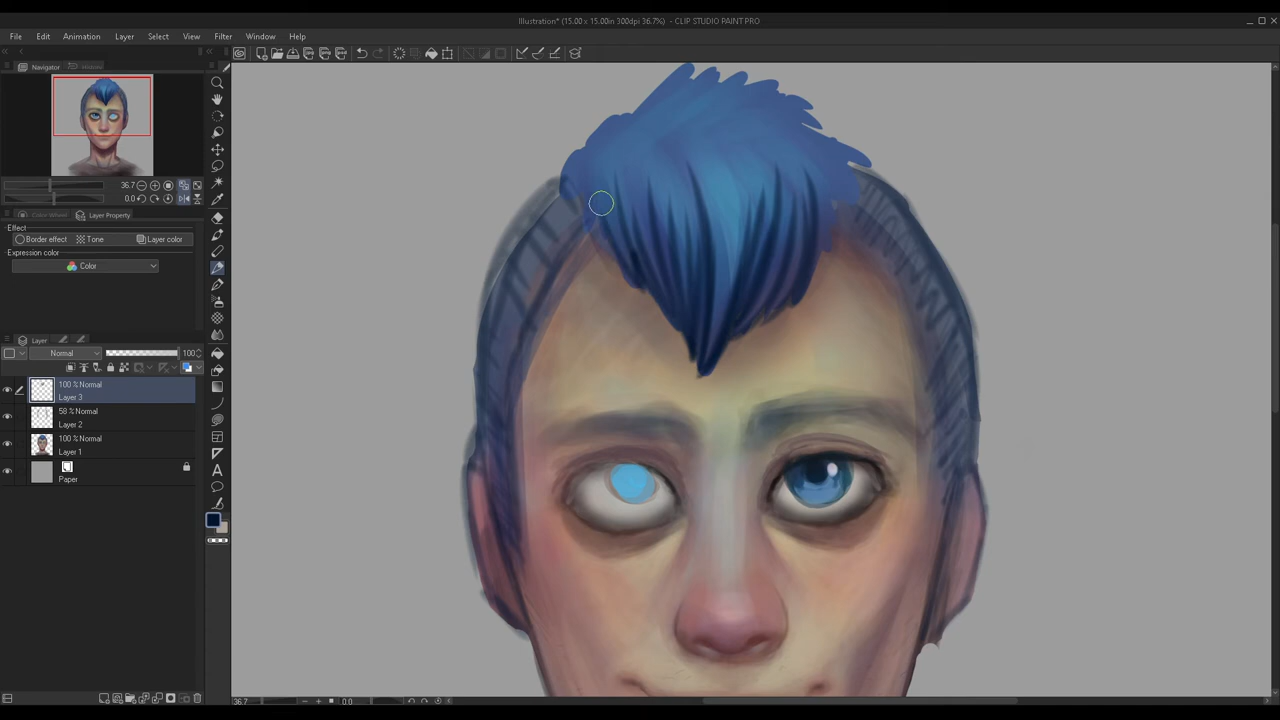 Illustration* (15.00 x 15.00in 300dpi 36.7%) - CLIP STUDIO PAINT PRO
File Edit Animation Layer Select View Filter Window Help
Navigator History
36.7
0.0
Color Wheel Layer Property
Effect
Border effect Tone Layer color
Expression color
Color
Layer
Normal 100
100 % Normal
Layer 3
58 % Normal
Layer 2
100 % Normal
Layer 1
Paper
36.7 0.0